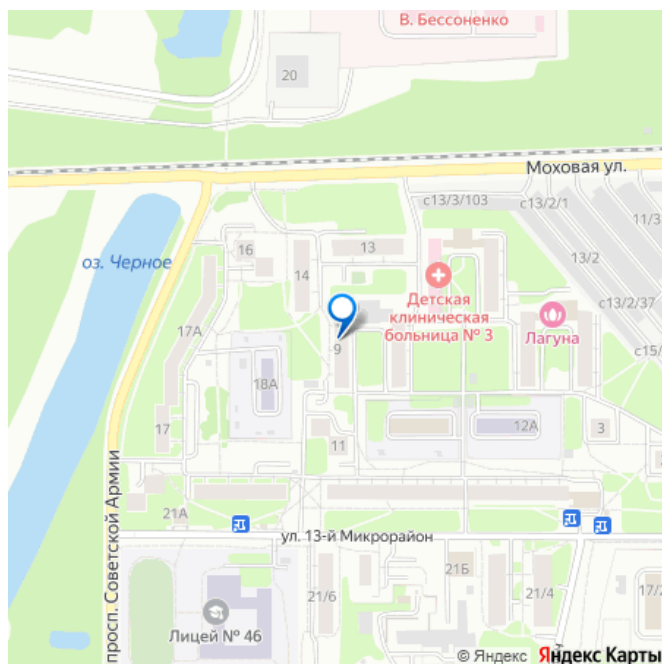 В. Бессоненко
20
Моховая ул.
с13/3/103
с13/2/1
11/3
16
13
13/2
оз. Черное
14
Детская
клиническая
больница № 3
с13/2/37
17А
Лагуна
9
с15/
18А
17
11
12А
3
21А
ул. 13-й Микрорайон
просп. Советской Армии
21Б
21/6
21/4
17/2
Лицей № 46
© Яндекс Яндекс Карты